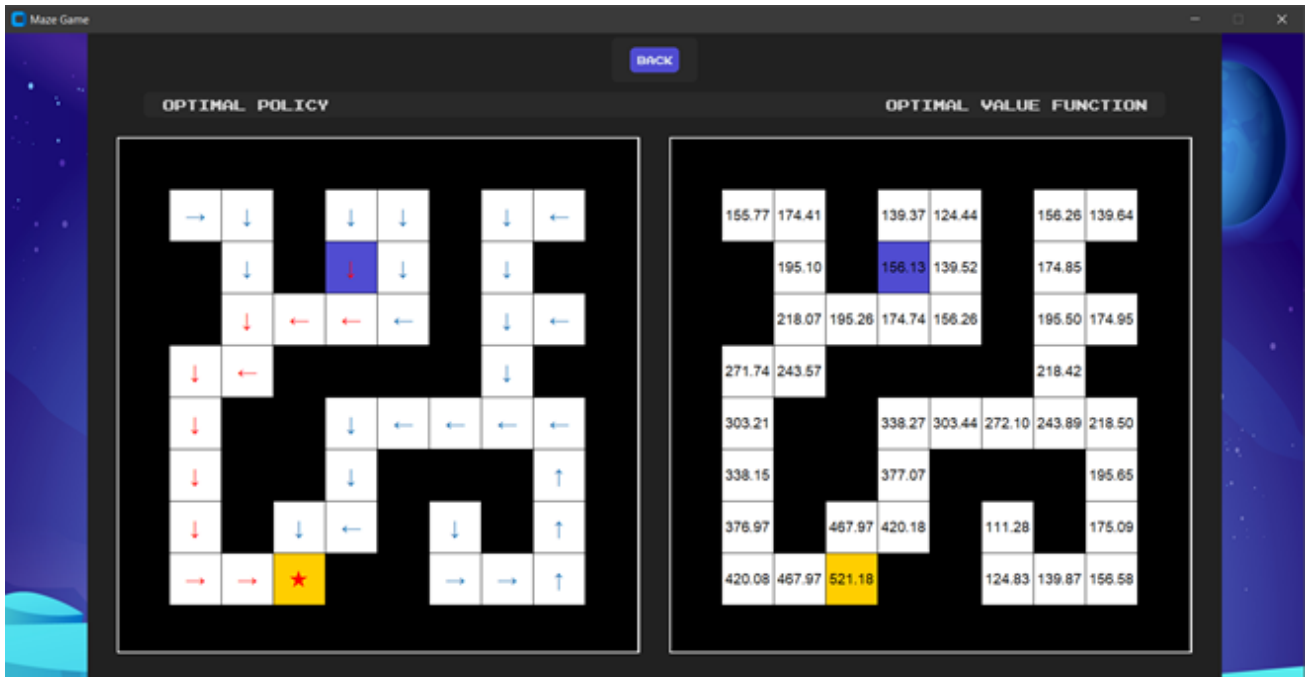 Maze Game
BACK
OPTIMAL POLICY
OPTIMAL VALUE FUNCTION
→ ↓ ↓ ↓ ↓ ←
↓ ↓ ↓ ↓
↓ ← ← ← ↓ ←
↓ ← ↓
↓ ↓ ← ← ← ←
↓ ↓ ↑
↓ ↓ ← ↓ ↑
→ → ★ → → ↑
155.77 174.41 139.37 124.44 156.26 139.64
195.10 156.13 139.52 174.85
218.07 195.26 174.74 156.26 195.50 174.95
271.74 243.57 218.42
303.21 338.27 303.44 272.10 243.89 218.50
338.15 377.07 195.65
376.97 467.97 420.18 111.28 175.09
420.08 467.97 521.18 124.83 139.87 156.58